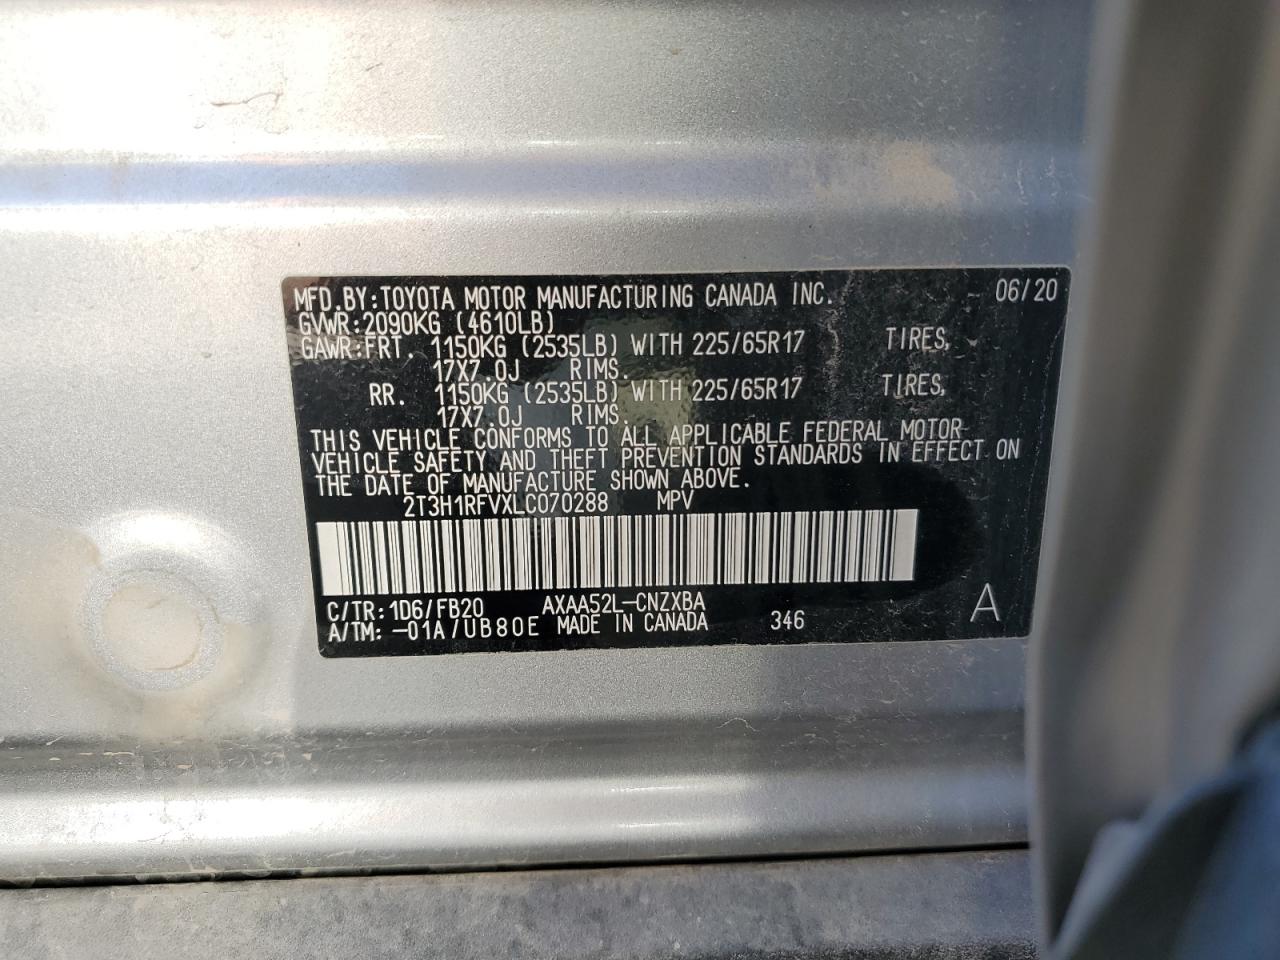 MFD.BY:TOYOTA MOTOR MANUFACTURING CANADA INC. 06/20
GVWR:2090KG (4610LB)
GAWR:FRT. 1150KG (2535LB) WITH 225/65R17 TIRES,
17X7.0J RIMS.
RR. 1150KG (2535LB) WITH 225/65R17 TIRES,
17X7.0J RIMS.
THIS VEHICLE CONFORMS TO ALL APPLICABLE FEDERAL MOTOR
VEHICLE SAFETY AND THEFT PREVENTION STANDARDS IN EFFECT ON
THE DATE OF MANUFACTURE SHOWN ABOVE.
2T3H1RFVXLC070288 MPV
C/TR:1D6/FB20 AXAA52L-CNZXBA
A/TM:-01A/UB80E MADE IN CANADA 346 A